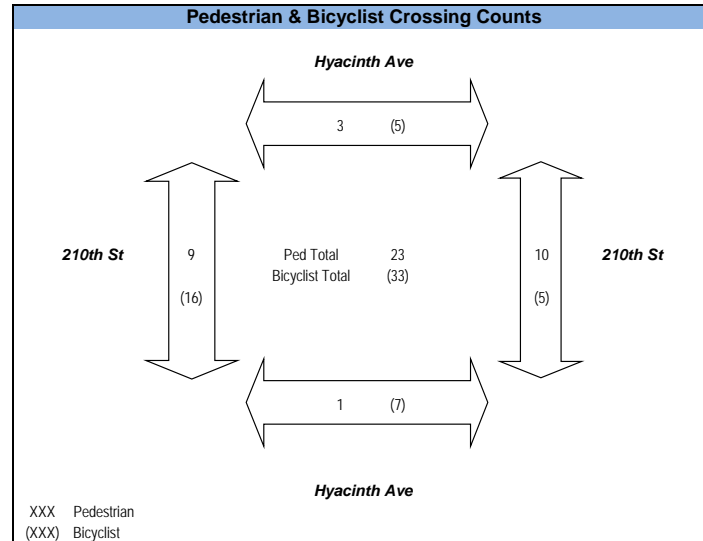 Pedestrian & Bicyclist Crossing Counts
Hyacinth Ave
3 (5)
210th St 9 Ped Total 23 10 210th St
Bicyclist Total (33)
(16) (5)
1 (7)
Hyacinth Ave
XXX Pedestrian
(XXX) Bicyclist